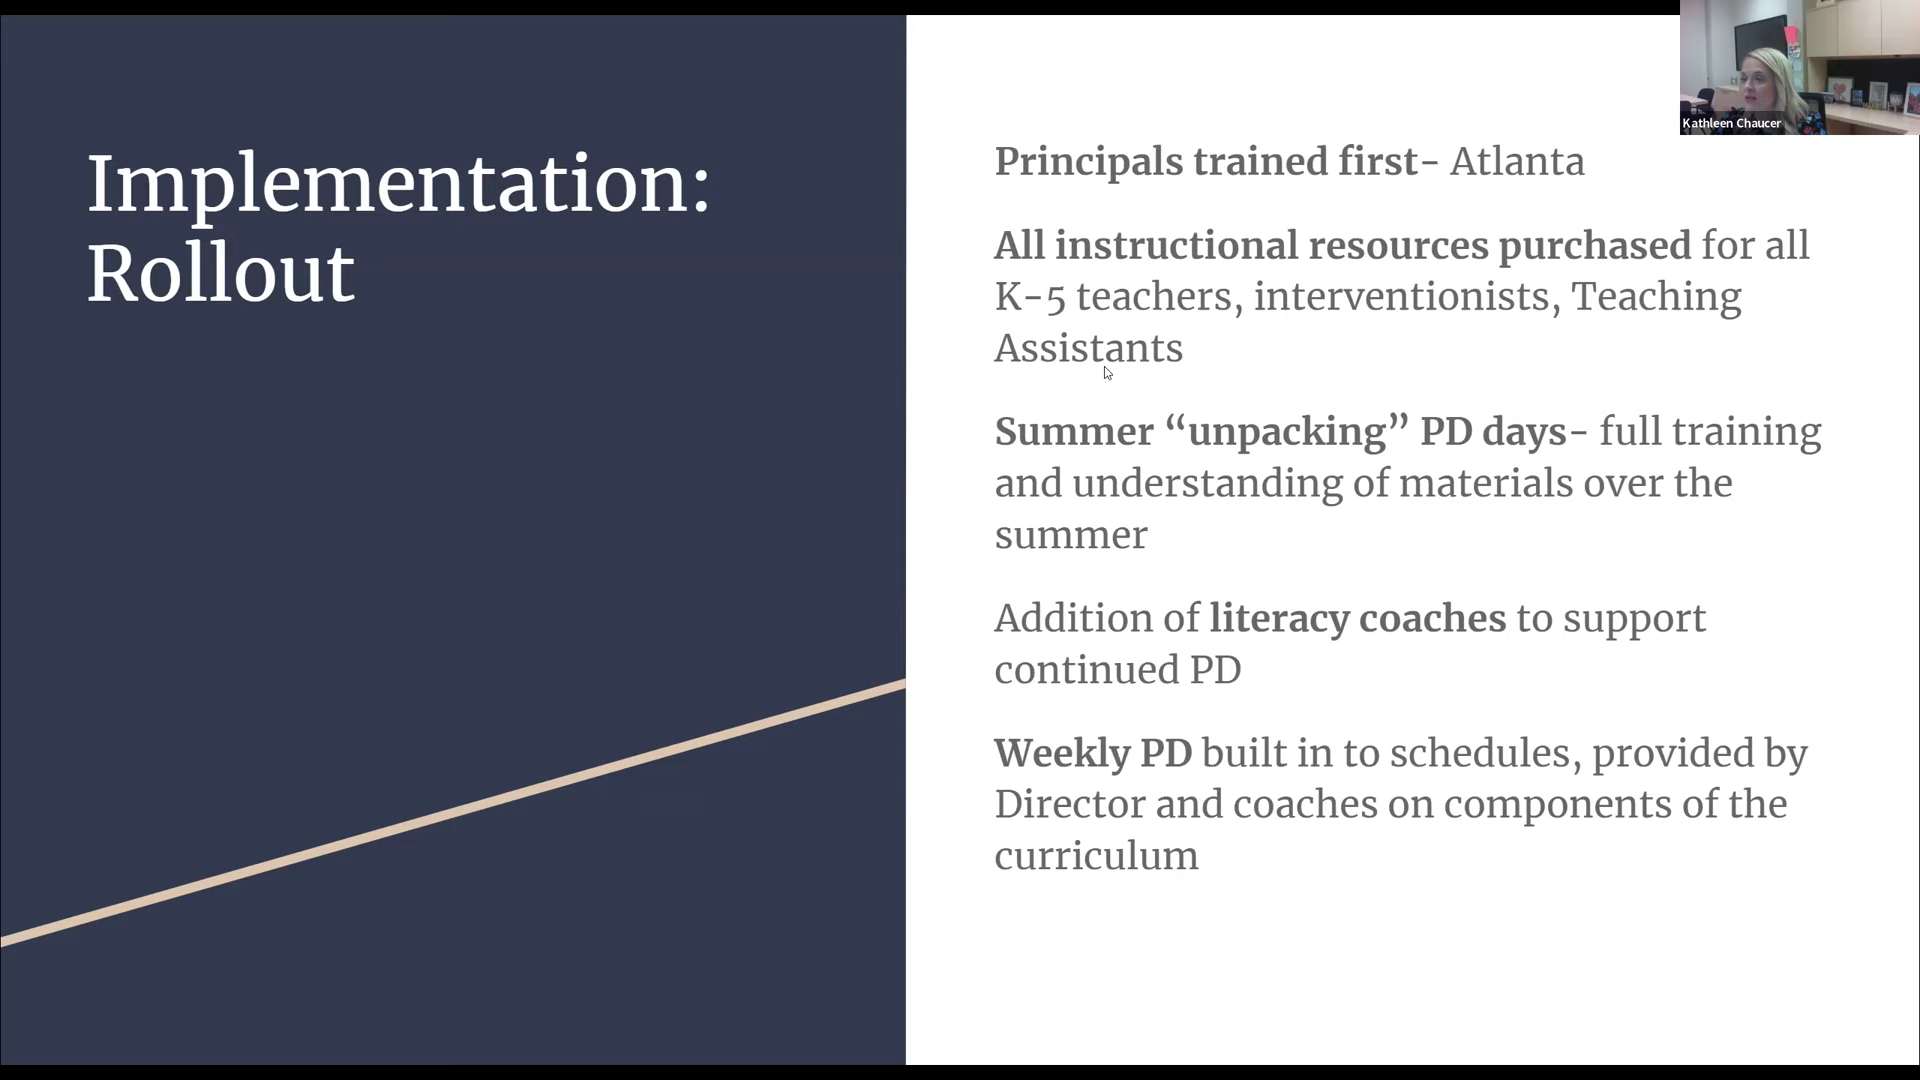 Implementation:
Rollout
Kathleen Chaucer
Principals trained first- Atlanta
All instructional resources purchased for all
K-5 teachers, interventionists, Teaching
Assistants
Summer “unpacking” PD days- full training
and understanding of materials over the
summer
Addition of literacy coaches to support
continued PD
Weekly PD built in to schedules, provided by
Director and coaches on components of the
curriculum